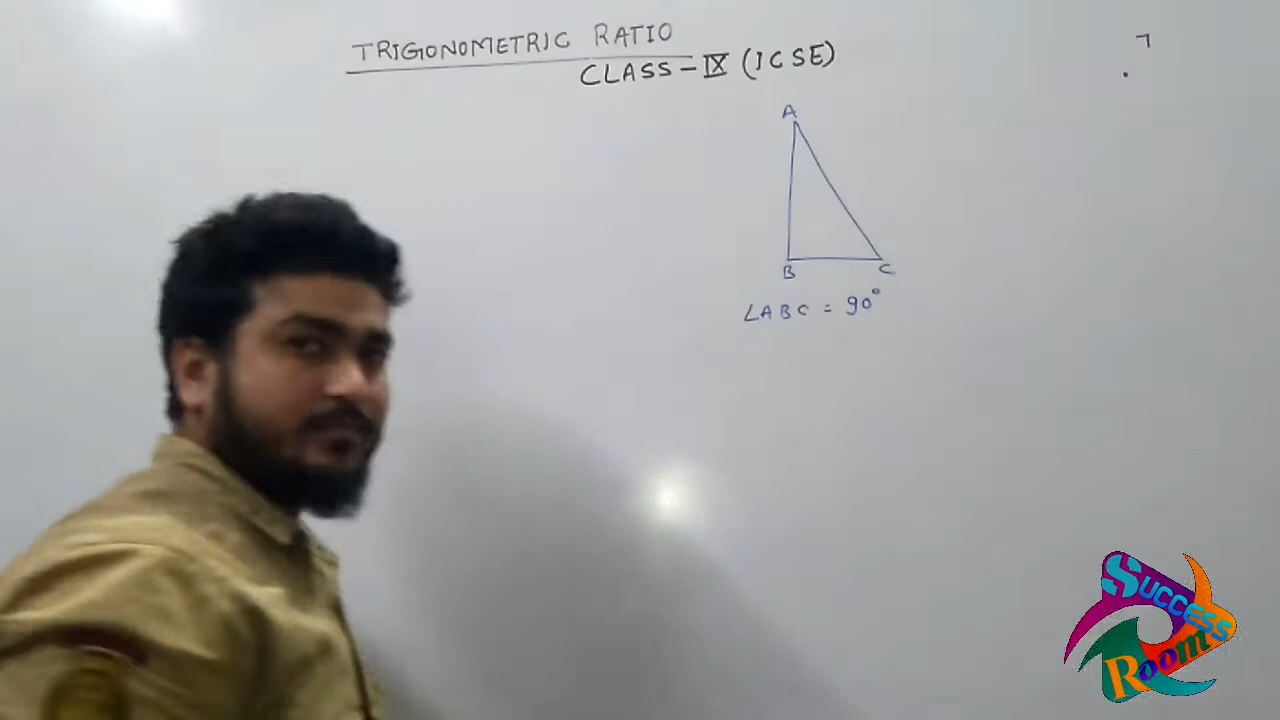 TRIGONOMETRIC RATIO
CLASS - IX (ICSE)
A
B
C
∠ABC = 90°
SUCCESS
Room